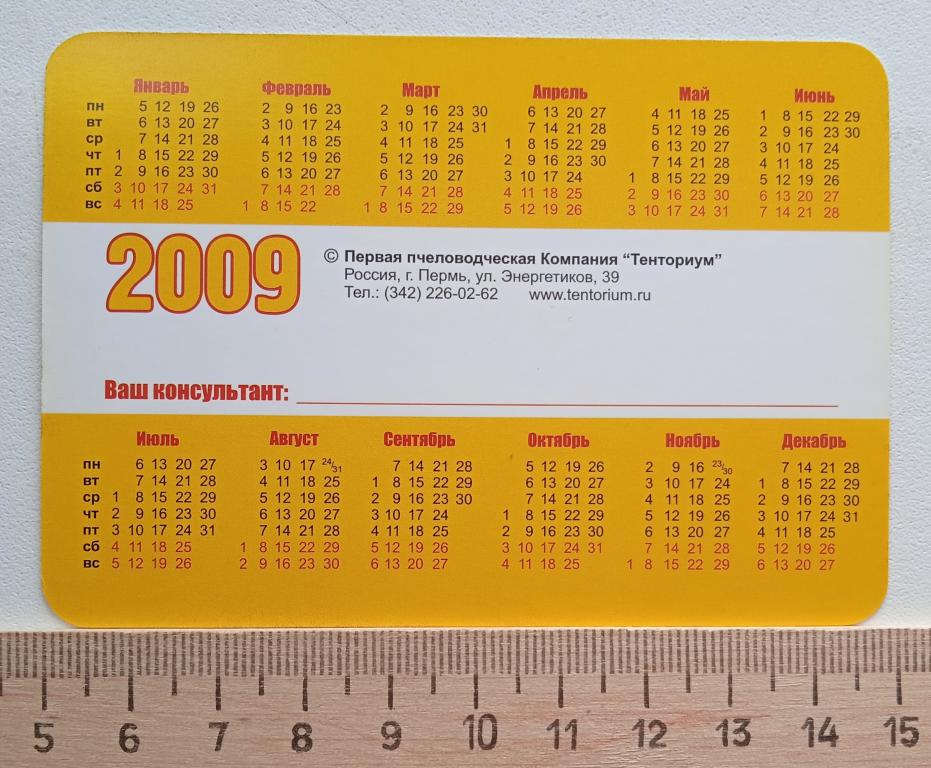 Январь Февраль Март Апрель Май Июнь
пн 5 12 19 26 2 9 16 23 2 9 16 23 30 6 13 20 27 4 11 18 25 1 8 15 22 29
вт 6 13 20 27 3 10 17 24 3 10 17 24 31 7 14 21 28 5 12 19 26 2 9 16 23 30
ср 7 14 21 28 4 11 18 25 4 11 18 25 1 8 15 22 29 6 13 20 27 3 10 17 24
чт 1 8 15 22 29 5 12 19 26 5 12 19 26 2 9 16 23 30 7 14 21 28 4 11 18 25
пт 2 9 16 23 30 6 13 20 27 6 13 20 27 3 10 17 24 1 8 15 22 29 5 12 19 26
сб 3 10 17 24 31 7 14 21 28 7 14 21 28 4 11 18 25 2 9 16 23 30 6 13 20 27
вс 4 11 18 25 1 8 15 22 1 8 15 22 29 5 12 19 26 3 10 17 24 31 7 14 21 28
2009
© Первая пчеловодческая Компания “Тенториум”
Россия, г. Пермь, ул. Энергетиков, 39
Тел.: (342) 226-02-62 www.tentorium.ru
Ваш консультант:
Июль Август Сентябрь Октябрь Ноябрь Декабрь
пн 6 13 20 27 3 10 17 24/31 7 14 21 28 5 12 19 26 2 9 16 23/30 7 14 21 28
вт 7 14 21 28 4 11 18 25 1 8 15 22 29 6 13 20 27 3 10 17 24 1 8 15 22 29
ср 1 8 15 22 29 5 12 19 26 2 9 16 23 30 7 14 21 28 4 11 18 25 2 9 16 23 30
чт 2 9 16 23 30 6 13 20 27 3 10 17 24 1 8 15 22 29 5 12 19 26 3 10 17 24 31
пт 3 10 17 24 31 7 14 21 28 4 11 18 25 2 9 16 23 30 6 13 20 27 4 11 18 25
сб 4 11 18 25 1 8 15 22 29 5 12 19 26 3 10 17 24 31 7 14 21 28 5 12 19 26
вс 5 12 19 26 2 9 16 23 30 6 13 20 27 4 11 18 25 1 8 15 22 29 6 13 20 27
5 6 7 8 9 10 11 12 13 14 15